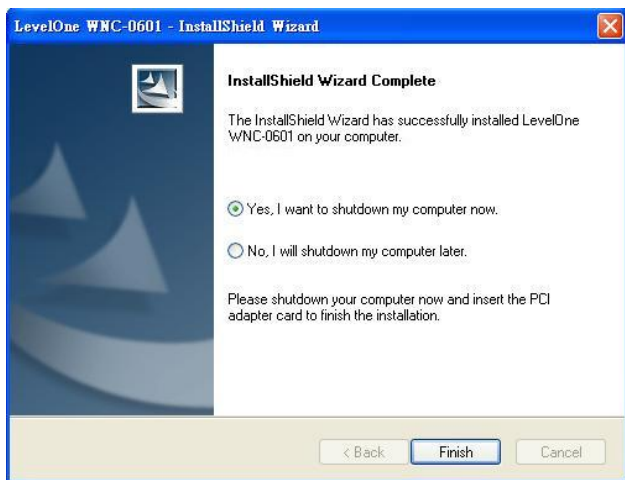 LevelOne WNC-0601 - InstallShield Wizard
InstallShield Wizard Complete
The InstallShield Wizard has successfully installed LevelOne
WNC-0601 on your computer.
Yes, I want to shutdown my computer now.
No, I will shutdown my computer later.
Please shutdown your computer now and insert the PCI
adapter card to finish the installation.
< Back
Finish
Cancel